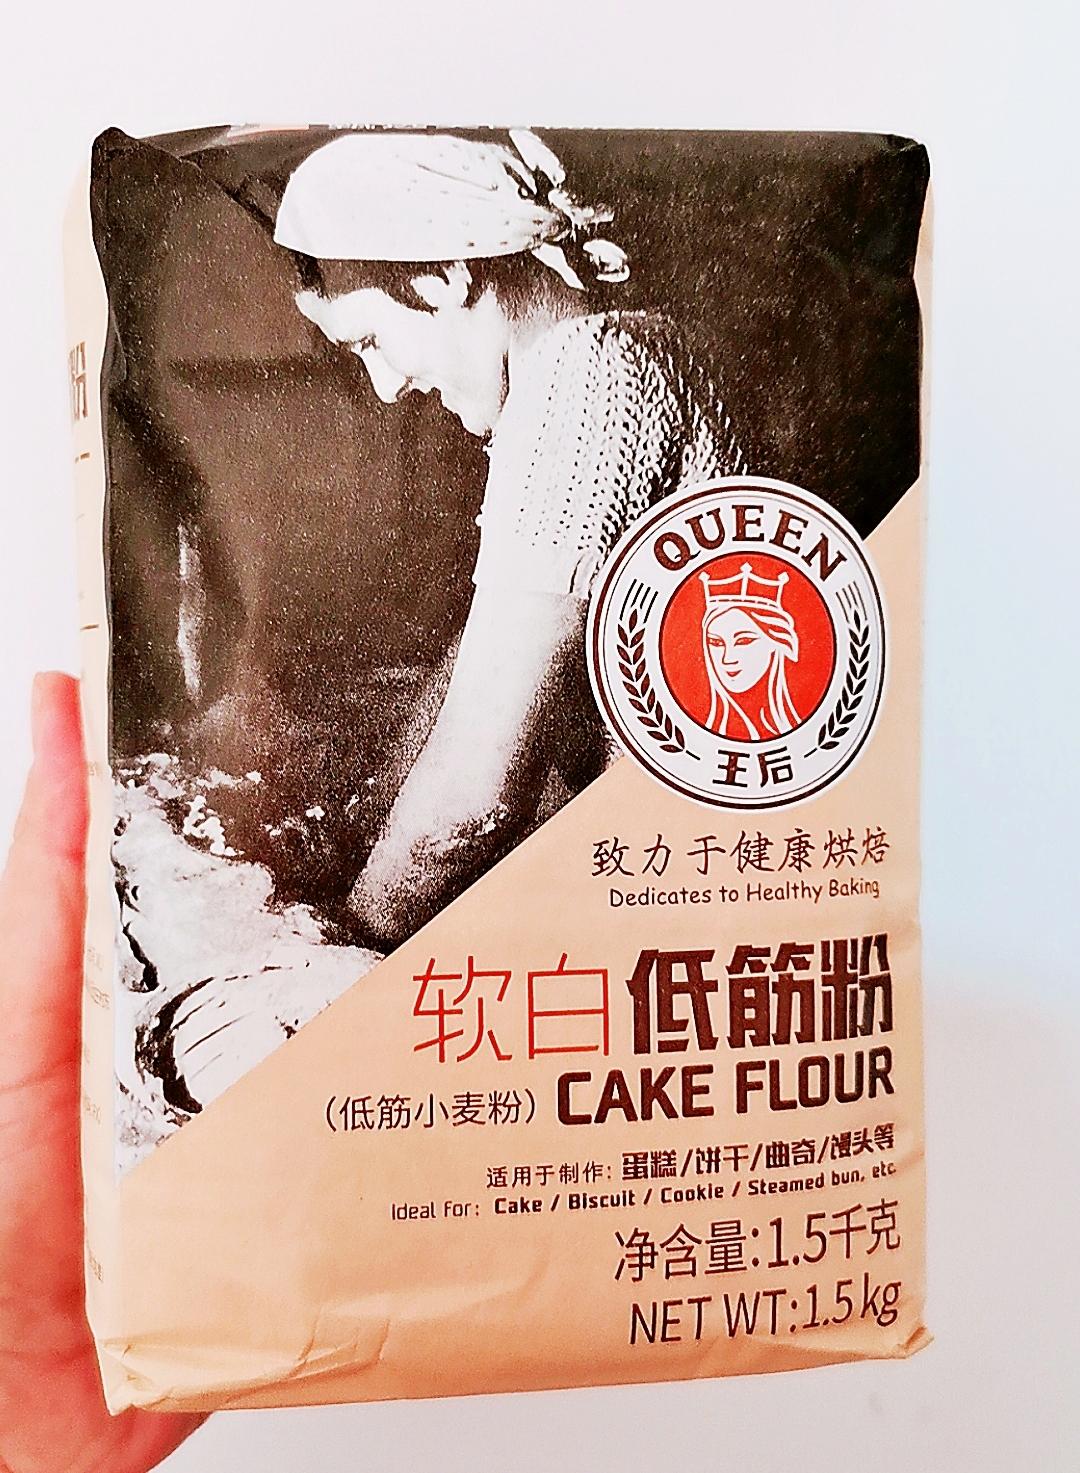 QUEEN
王后
致力于健康烘焙
Dedicates to Healthy Baking
软白低筋粉
CAKE FLOUR
（低筋小麦粉）
适用于制作: 蛋糕/饼干/曲奇/馒头等
Ideal for: Cake / Biscuit / Cookie / Steamed bun, etc
净含量:1.5千克
NET WT:1.5kg
粉